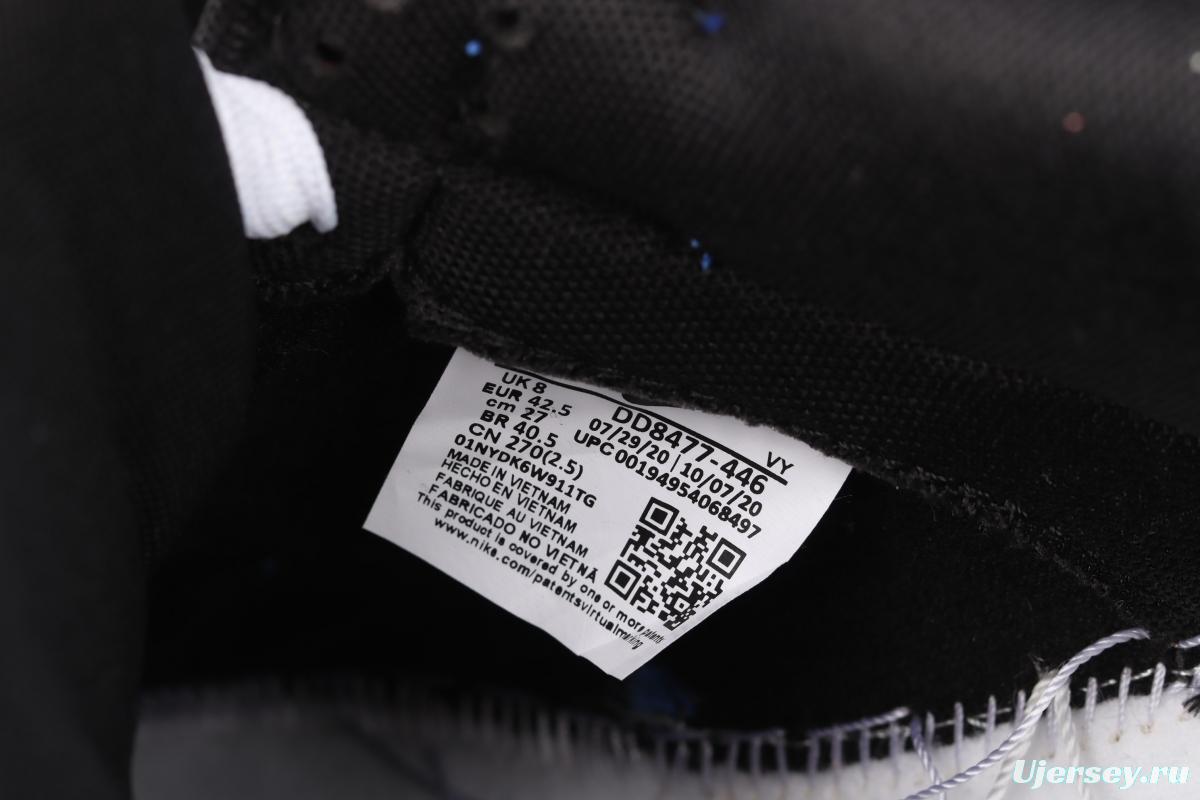 UK 8
EUR 42.5
cm 27
BR 40.5
CN 270(2.5)
01NYDK6W911TG
MADE IN VIETNAM
HECHO EN VIETNAM
FABRIQUE AU VIETNAM
FABRICADO NO VIETNÃ
This product is covered by one or more patents
www.nike.com/patentsvirtualmarking
VY
DD8477-446
07/29/20 | 10/07/20
UPC 00194954068497
Ujersey.ru